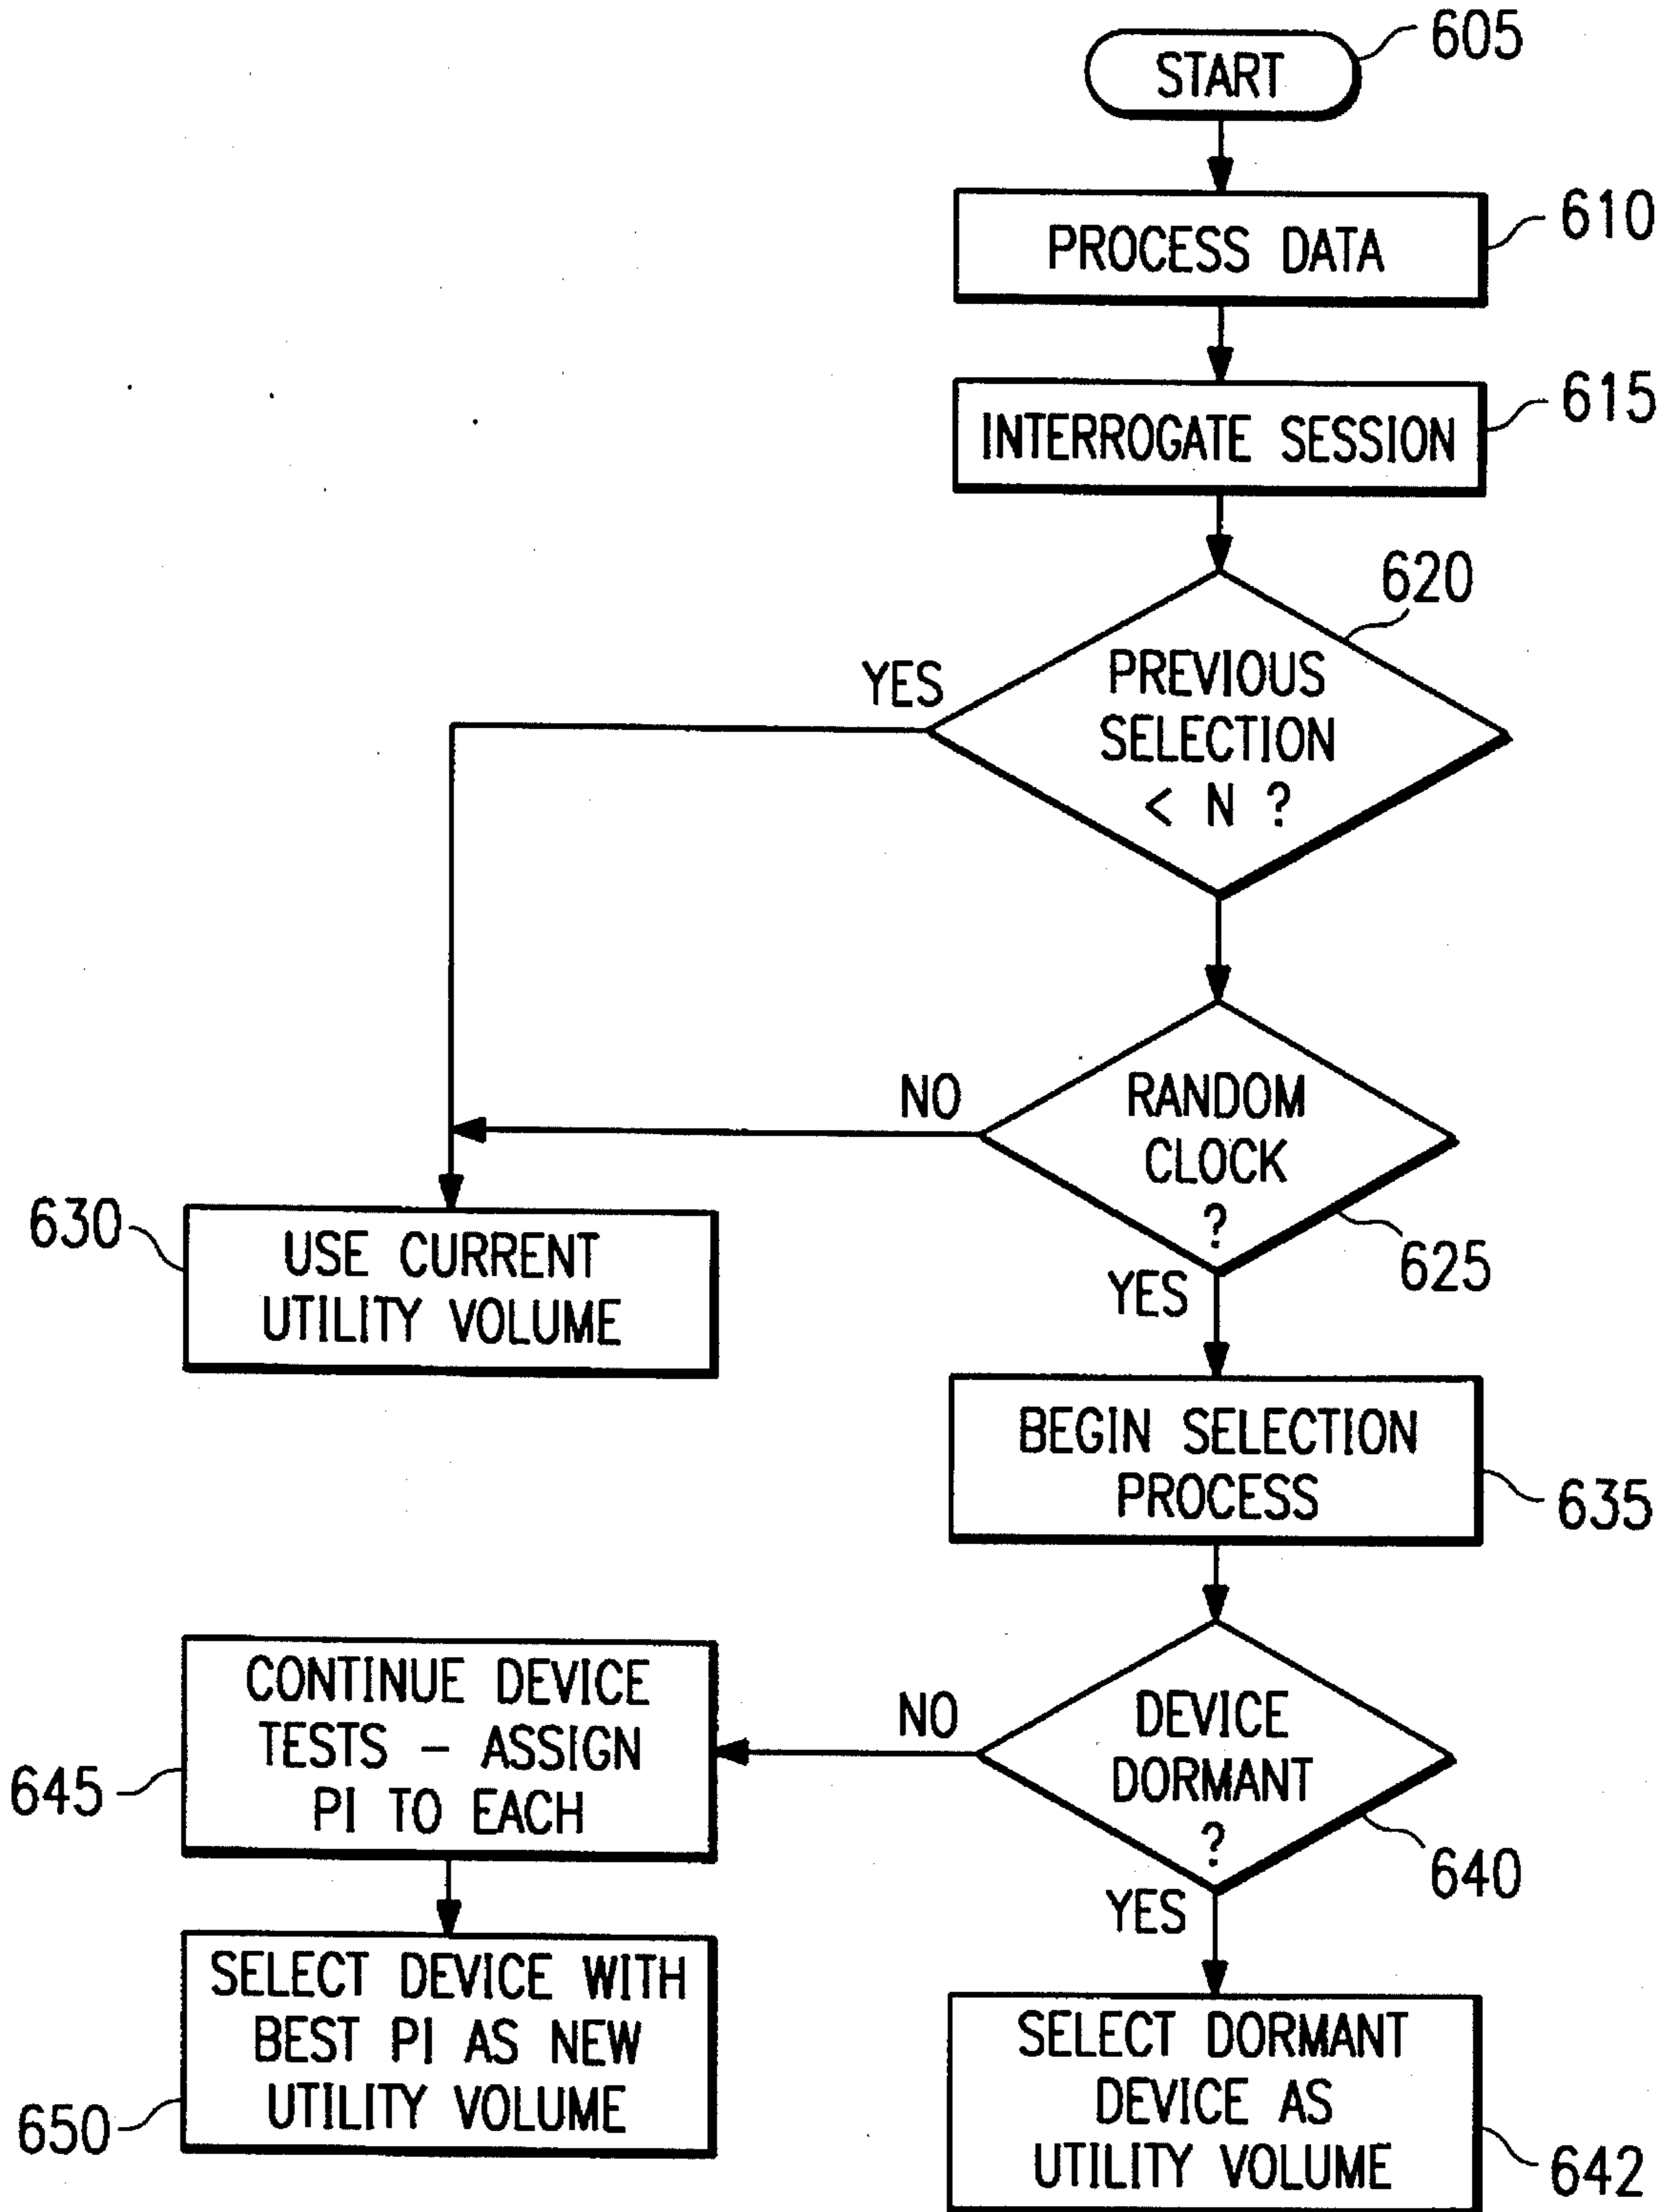 START
605
PROCESS DATA
610
INTERROGATE SESSION
615
620
PREVIOUS
SELECTION
< N ?
YES
RANDOM
CLOCK
?
NO
625
YES
630
USE CURRENT
UTILITY VOLUME
BEGIN SELECTION
PROCESS
635
DEVICE
DORMANT
?
NO
640
YES
CONTINUE DEVICE
TESTS – ASSIGN
PI TO EACH
645
SELECT DEVICE WITH
BEST PI AS NEW
UTILITY VOLUME
650
SELECT DORMANT
DEVICE AS
UTILITY VOLUME
642